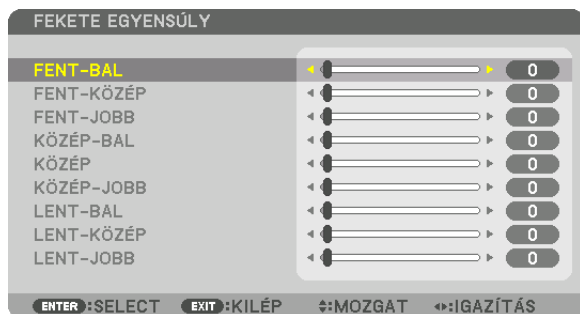 FEKETE EGYENSÚLY
FENT-BAL 0
FENT-KÖZÉP 0
FENT-JOBB 0
KÖZÉP-BAL 0
KÖZÉP 0
KÖZÉP-JOBB 0
LENT-BAL 0
LENT-KÖZÉP 0
LENT-JOBB 0
ENTER:SELECT EXIT:KILÉP :MOZGAT :IGAZÍTÁS